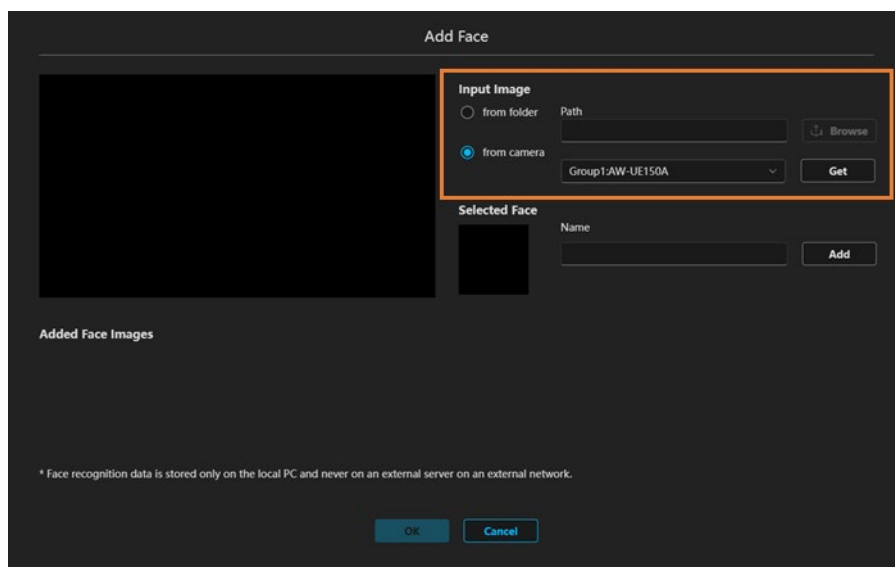 Add Face
Input Image
from folder
Path
Browse
from camera
Group1:AW-UE150A
Get
Selected Face
Name
Add
Added Face Images
* Face recognition data is stored only on the local PC and never on an external server on an external network.
OK
Cancel